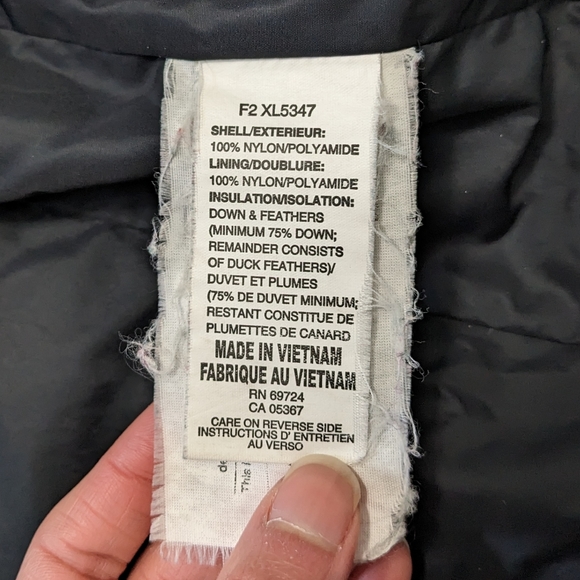 F2 XL5347
SHELL/EXTERIEUR:
100% NYLON/POLYAMIDE
LINING/DOUBLURE:
100% NYLON/POLYAMIDE
INSULATION/ISOLATION:
DOWN & FEATHERS
(MINIMUM 75% DOWN;
REMAINDER CONSISTS
OF DUCK FEATHERS)/
DUVET ET PLUMES
(75% DE DUVET MINIMUM;
RESTANT CONSTITUE DE
PLUMETTES DE CANARD
MADE IN VIETNAM
FABRIQUE AU VIETNAM
RN 69724
CA 05367
CARE ON REVERSE SIDE
INSTRUCTIONS D' ENTRETIEN
AU VERSO
de
This